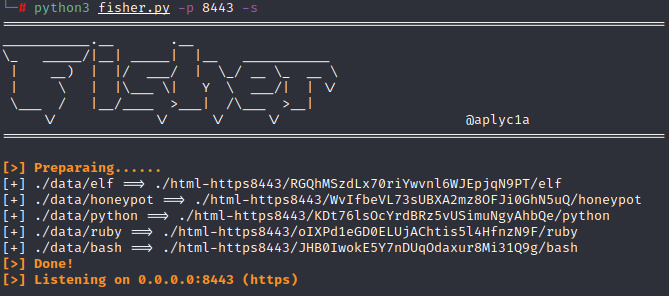 └─# python3 fisher.py -p 8443 -s
@aplyc1a
[>] Preparaing......
[+] ./data/elf ⟹ ./html-https8443/RGQhMSzdLx70riYwvnl6WJEpjqN9PT/elf
[+] ./data/honeypot ⟹ ./html-https8443/WvIfbeVL73sUBXA2mz8OFJi0GhN5uQ/honeypot
[+] ./data/python ⟹ ./html-https8443/KDt76lsOcYrdBRz5vUSimuNgyAhbQe/python
[+] ./data/ruby ⟹ ./html-https8443/oIXPd1eGD0ELUjAChtis5l4HfnzN9F/ruby
[+] ./data/bash ⟹ ./html-https8443/JHB0IwokE5Y7nDUqOdaxur8Mi31Q9g/bash
[>] Done!
[>] Listening on 0.0.0.0:8443 (https)